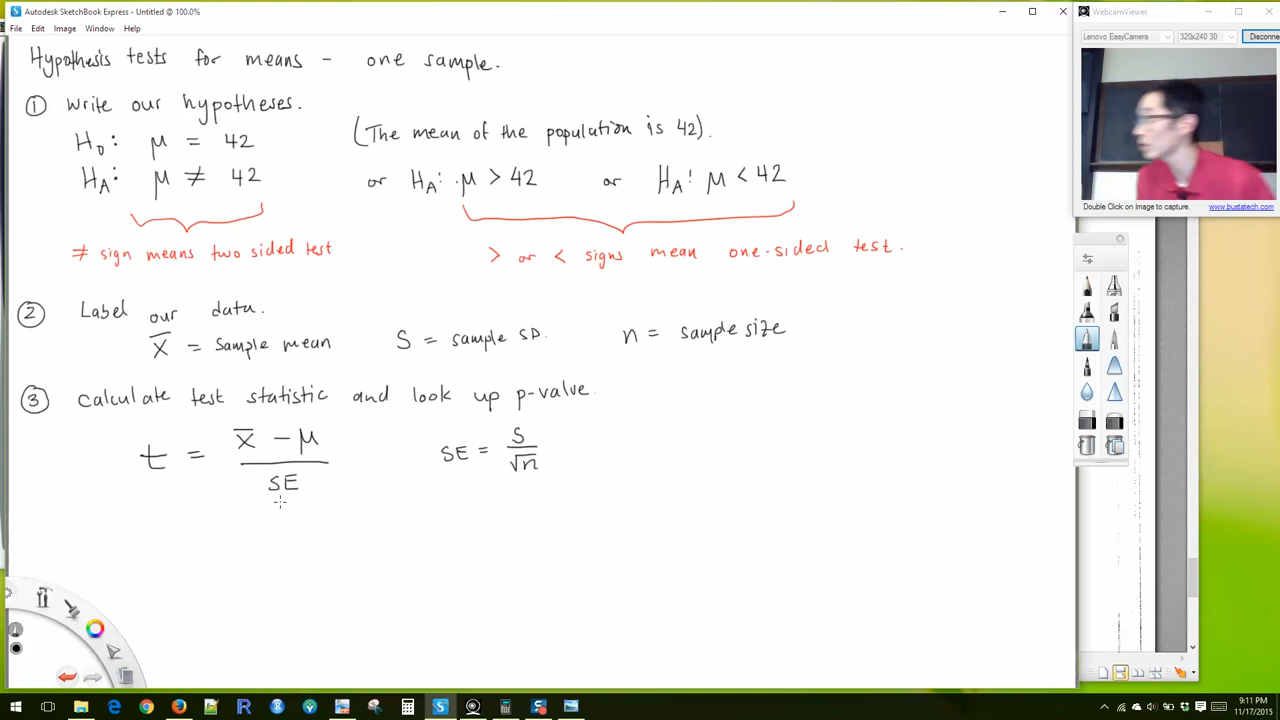 Autodesk SketchBook Express - Untitled @ 100.0%
File Edit Image Window Help
Hypothesis tests for means - one sample.
① Write our hypotheses.
H₀: μ = 42 (The mean of the population is 42).
H_A: μ ≠ 42 or H_A: μ > 42 or H_A: μ < 42
≠ sign means two sided test > or < signs mean one-sided test.
② Label our data.
X̄ = Sample mean S = sample SD. n = sample size
③ Calculate test statistic and look up p-value.
t = X̄ - μ / SE SE = S / √n
WebcamViewer
Lenovo EasyCamera 320x240 30 Disconne
Double Click on Image to capture. www.bustatech.com
9:11 PM
11/17/2015